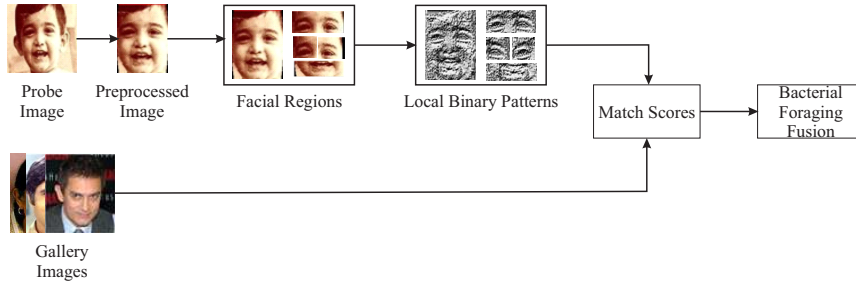 Probe
Image
Preprocessed
Image
Facial Regions
Local Binary Patterns
Match Scores
Bacterial
Foraging
Fusion
Gallery
Images